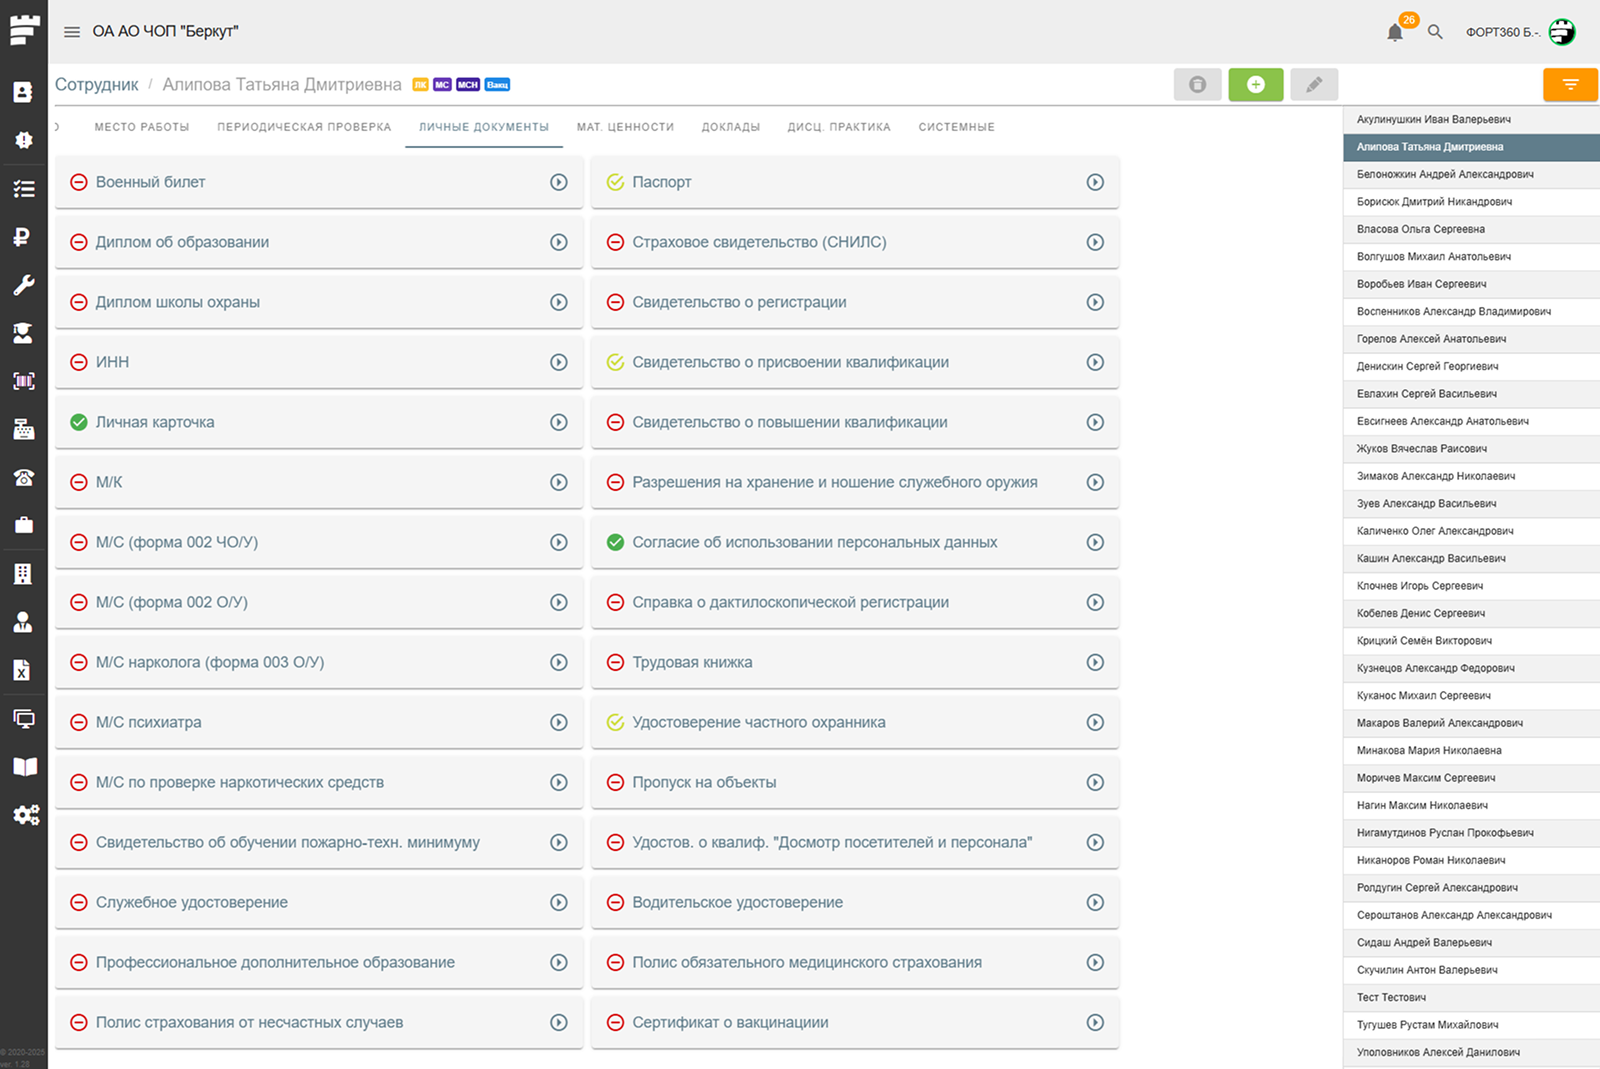 ОА АО ЧОП "Беркут"
26
ФОРТ360 Б.-.
Сотрудник / Алипова Татьяна Дмитриевна ЛК МС МСН Вакц
МЕСТО РАБОТЫ ПЕРИОДИЧЕСКАЯ ПРОВЕРКА ЛИЧНЫЕ ДОКУМЕНТЫ МАТ. ЦЕННОСТИ ДОКЛАДЫ ДИСЦ. ПРАКТИКА СИСТЕМНЫЕ
Военный билет
Диплом об образовании
Диплом школы охраны
ИНН
Личная карточка
М/К
М/С (форма 002 ЧО/У)
М/С (форма 002 О/У)
М/С нарколога (форма 003 О/У)
М/С психиатра
М/С по проверке наркотических средств
Свидетельство об обучении пожарно-техн. минимуму
Служебное удостоверение
Профессиональное дополнительное образование
Полис страхования от несчастных случаев
Паспорт
Страховое свидетельство (СНИЛС)
Свидетельство о регистрации
Свидетельство о присвоении квалификации
Свидетельство о повышении квалификации
Разрешения на хранение и ношение служебного оружия
Согласие об использовании персональных данных
Справка о дактилоскопической регистрации
Трудовая книжка
Удостоверение частного охранника
Пропуск на объекты
Удостов. о квалиф. "Досмотр посетителей и персонала"
Водительское удостоверение
Полис обязательного медицинского страхования
Сертификат о вакцинациии
Акулинушкин Иван Валерьевич
Алипова Татьяна Дмитриевна
Белоножкин Андрей Александрович
Борисюк Дмитрий Никандрович
Власова Ольга Сергеевна
Волгушов Михаил Анатольевич
Воробьев Иван Сергеевич
Воспенников Александр Владимирович
Горелов Алексей Анатольевич
Денискин Сергей Георгиевич
Евлахин Сергей Васильевич
Евсигнеев Александр Анатольевич
Жуков Вячеслав Раисович
Зимаков Александр Николаевич
Зуев Александр Васильевич
Каличенко Олег Александрович
Кашин Александр Васильевич
Клочнев Игорь Сергеевич
Кобелев Денис Сергеевич
Крицкий Семён Викторович
Кузнецов Александр Федорович
Куканос Михаил Сергеевич
Макаров Валерий Александрович
Минакова Мария Николаевна
Моричев Максим Сергеевич
Нагин Максим Николаевич
Нигамутдинов Руслан Прокофьевич
Никаноров Роман Николаевич
Ролдугин Сергей Александрович
Сероштанов Александр Александрович
Сидаш Андрей Валерьевич
Скучилин Антон Валерьевич
Тест Тестович
Тугушев Рустам Михайлович
Уполовников Алексей Данилович
© 2020-2025
ver. 1.28